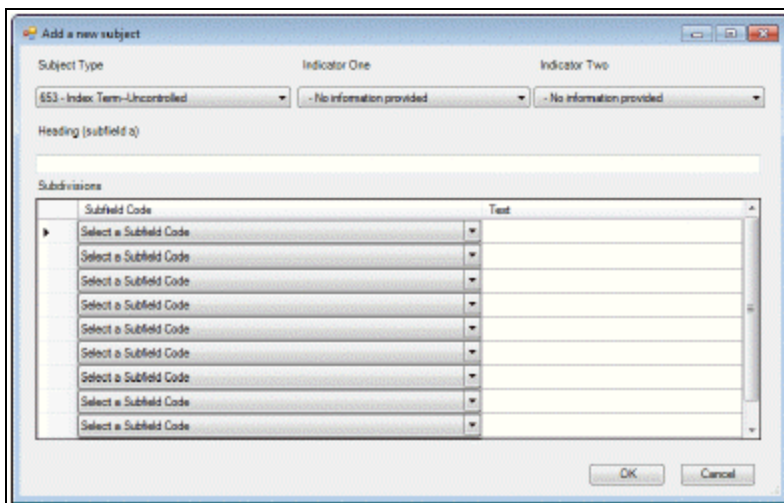 Add a new subject
Subject Type Indicator One Indicator Two
653 - Index Term--Uncontrolled - No information provided - No information provided
Heading (subfield a)
Subdivisions
Subfield Code Text
Select a Subfield Code
Select a Subfield Code
Select a Subfield Code
Select a Subfield Code
Select a Subfield Code
Select a Subfield Code
Select a Subfield Code
Select a Subfield Code
Select a Subfield Code
OK Cancel